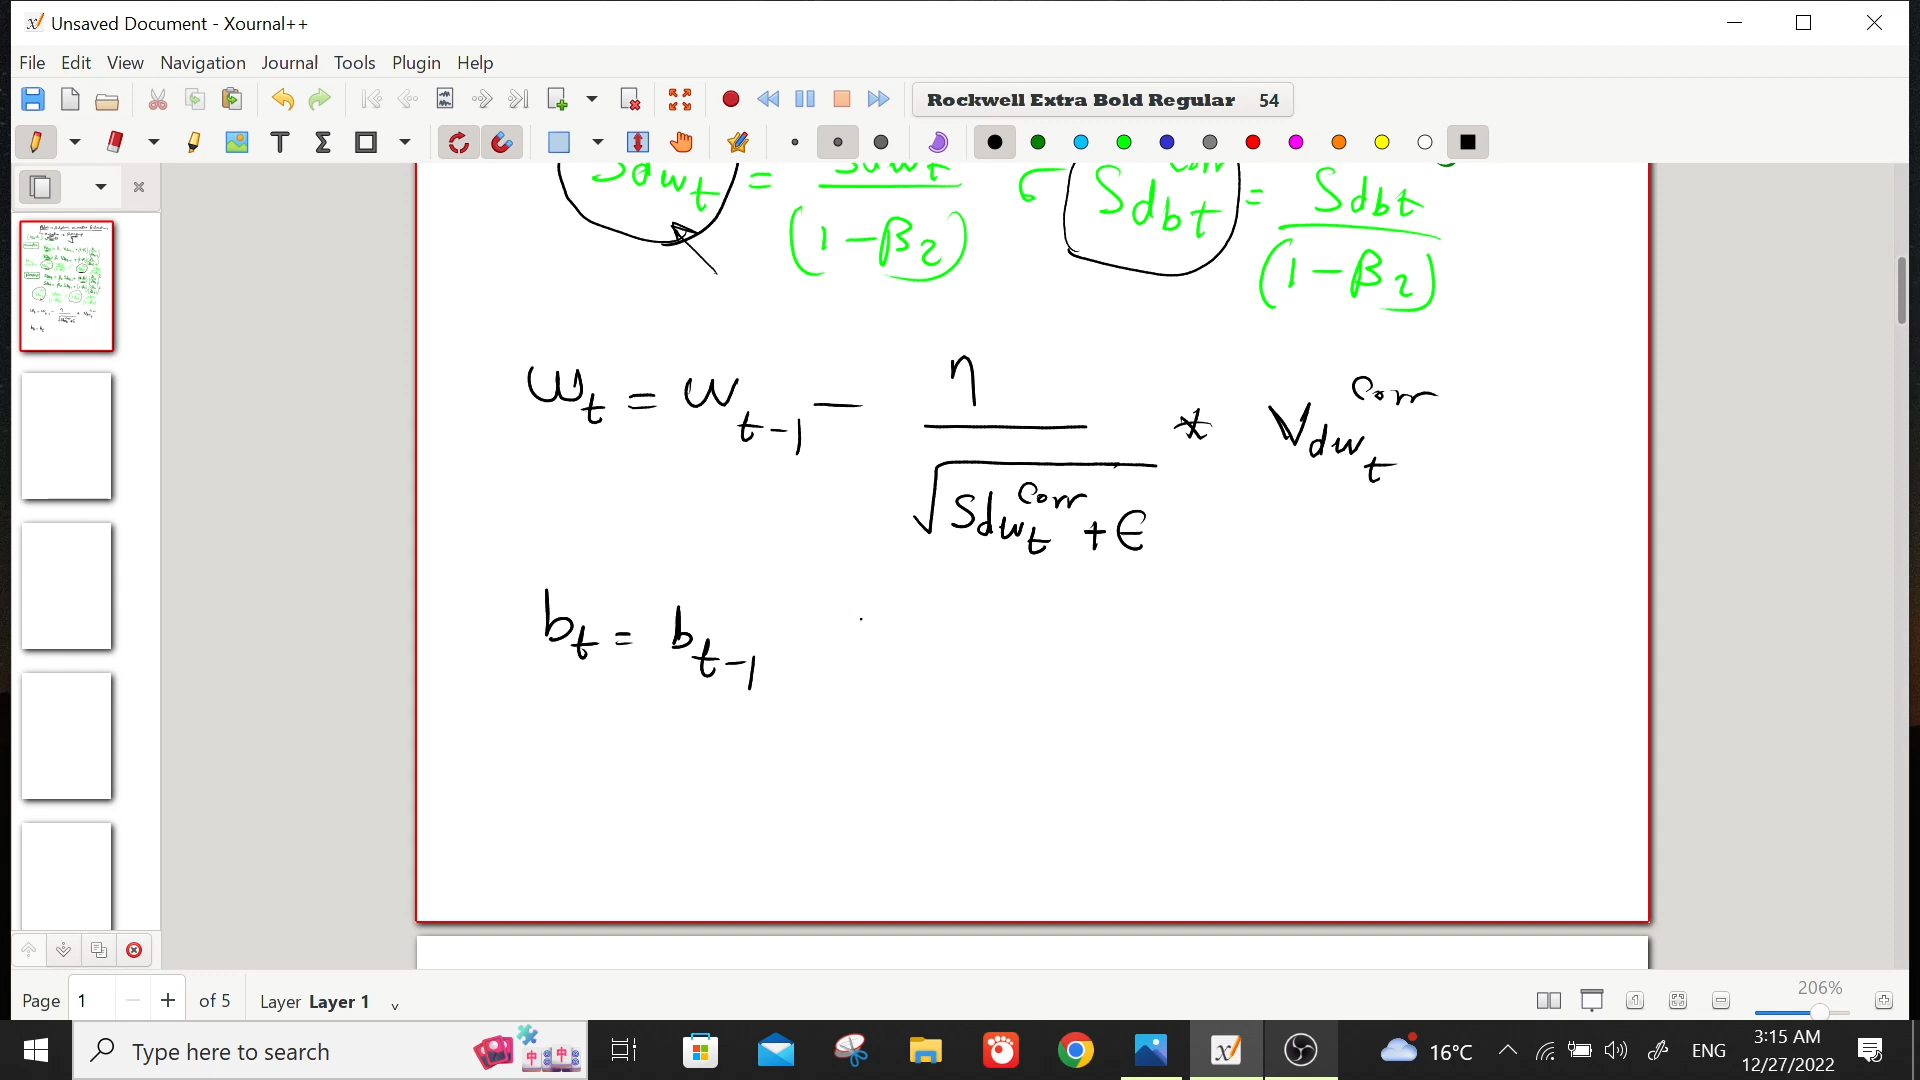 Unsaved Document - Xournal++
File Edit View Navigation Journal Tools Plugin Help
Rockwell Extra Bold Regular 54
Sdwt = Sdwt / (1-β2) Sdbt corr = Sdbt / (1-β2)
wt = wt-1 - η / √(Sdwt corr + ϵ) * Vdwt corr
bt = bt-1
Page 1 of 5 Layer Layer 1
206%
Type here to search
16°C ENG 3:15 AM
12/27/2022